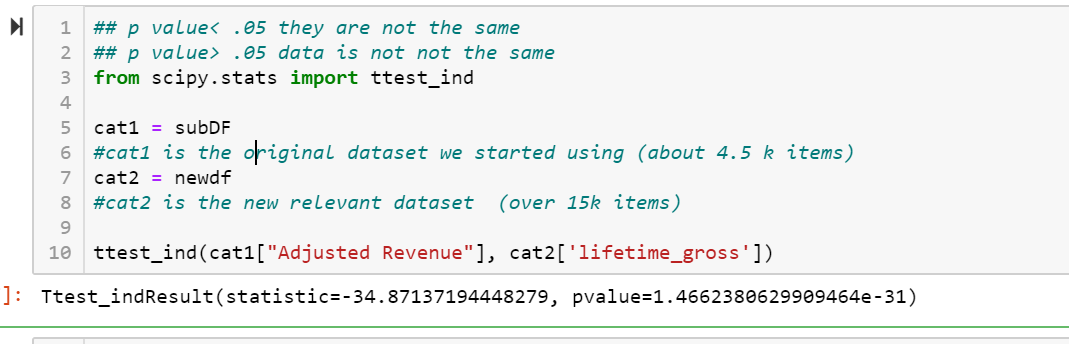 1 ## p value< .05 they are not the same
2 ## p value> .05 data is not not the same
3 from scipy.stats import ttest_ind
4
5 cat1 = subDF
6 #cat1 is the original dataset we started using (about 4.5 k items)
7 cat2 = newdf
8 #cat2 is the new relevant dataset  (over 15k items)
9
10 ttest_ind(cat1["Adjusted Revenue"], cat2['lifetime_gross'])
]: Ttest_indResult(statistic=-34.87137194448279, pvalue=1.4662380629909464e-31)